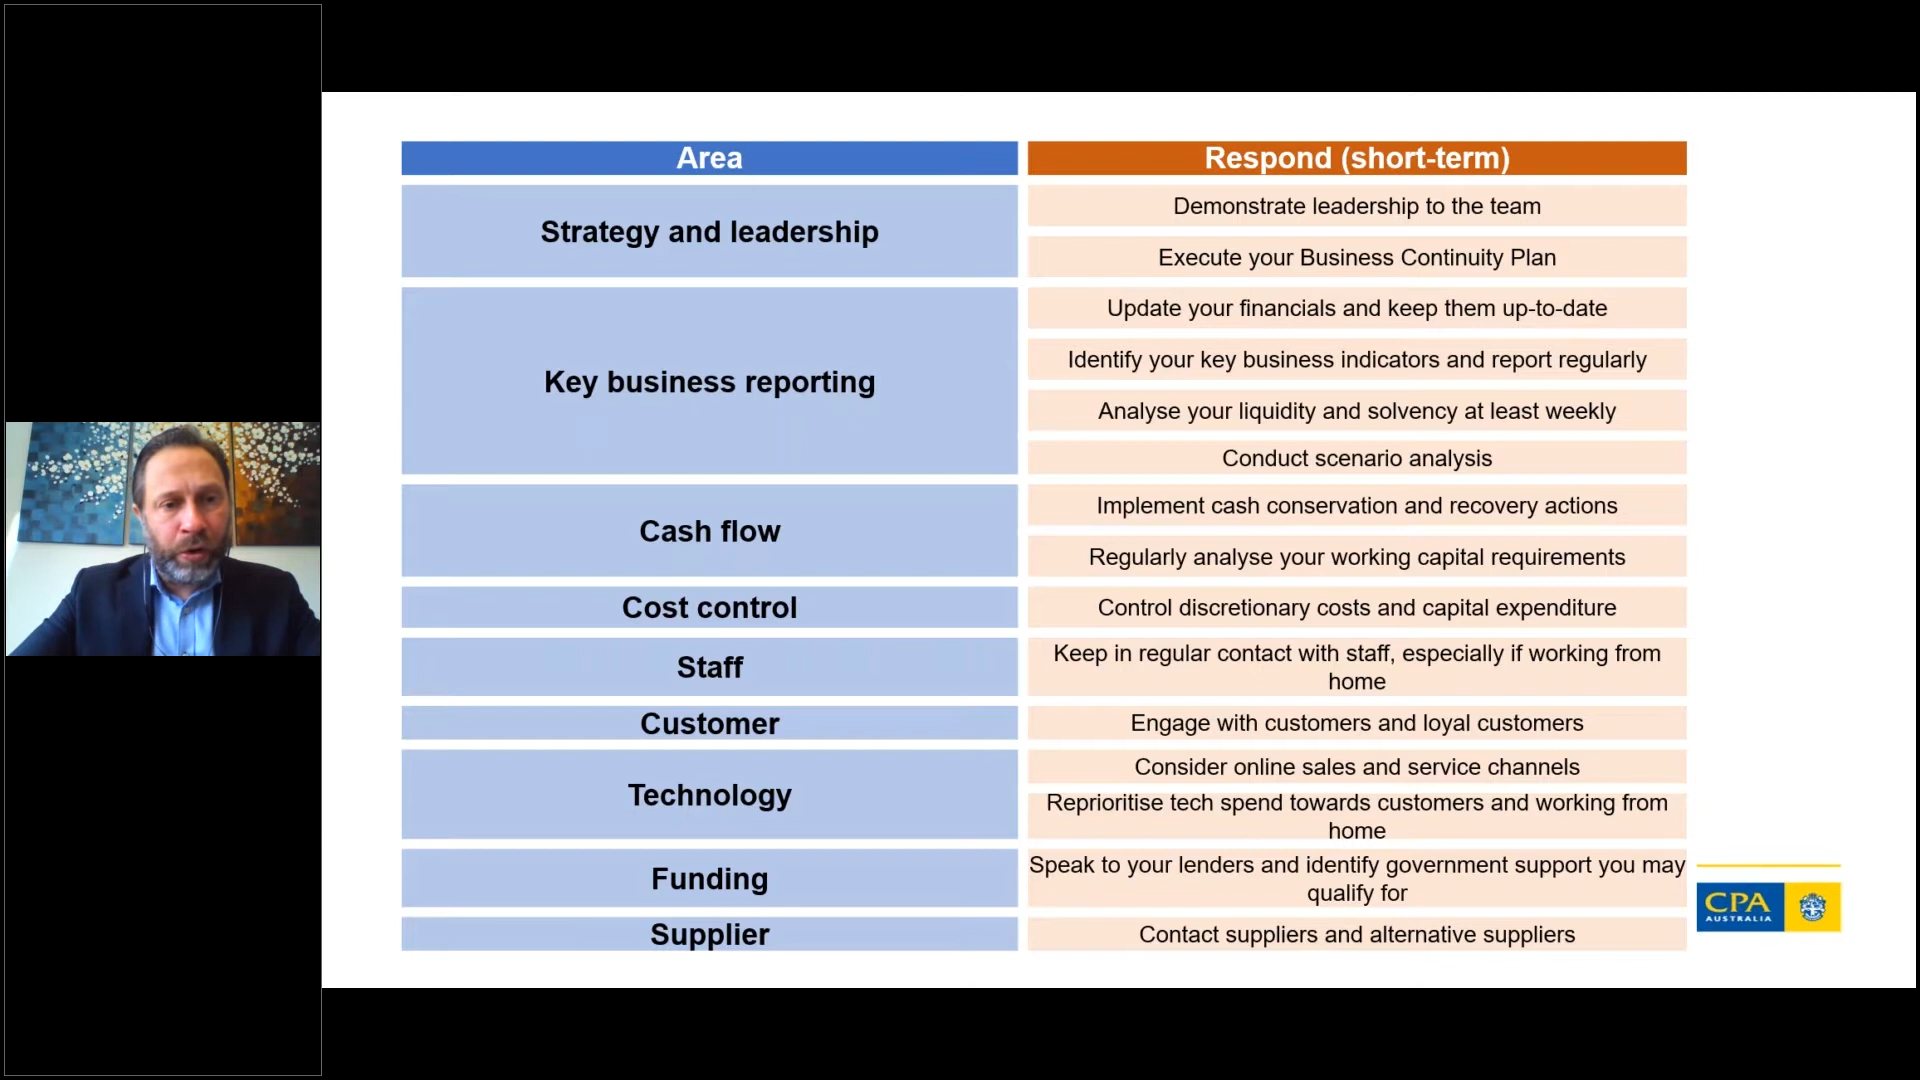 Area
Respond (short-term)
Strategy and leadership
Demonstrate leadership to the team
Execute your Business Continuity Plan
Key business reporting
Update your financials and keep them up-to-date
Identify your key business indicators and report regularly
Analyse your liquidity and solvency at least weekly
Conduct scenario analysis
Cash flow
Implement cash conservation and recovery actions
Regularly analyse your working capital requirements
Cost control
Control discretionary costs and capital expenditure
Staff
Keep in regular contact with staff, especially if working from
home
Customer
Engage with customers and loyal customers
Technology
Consider online sales and service channels
Reprioritise tech spend towards customers and working from
home
Funding
Speak to your lenders and identify government support you may
qualify for
Supplier
Contact suppliers and alternative suppliers
CPA
AUSTRALIA